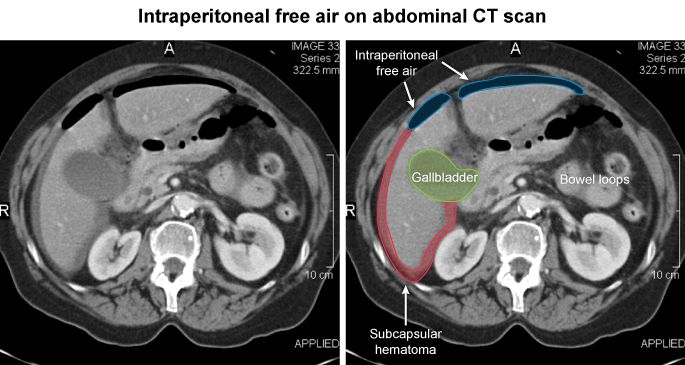 Intraperitoneal free air on abdominal CT scan
A
IMAGE 33
Series 2
322.5 mm
R
10 cm
APPLIED
A
IMAGE 33
Series 2
322.5 mm
Intraperitoneal
free air
Gallbladder
Bowel loops
R
10 cm
Subcapsular
hematoma
APPLIED